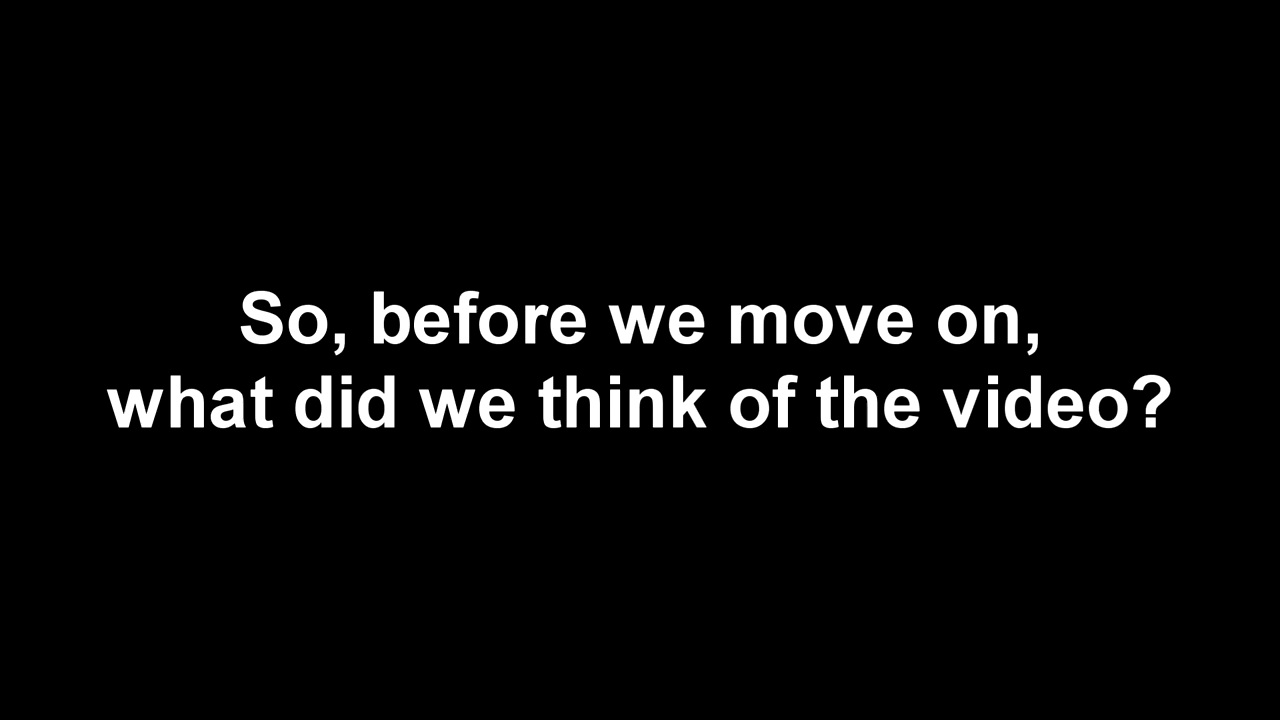 So, before we move on,
what did we think of the video?